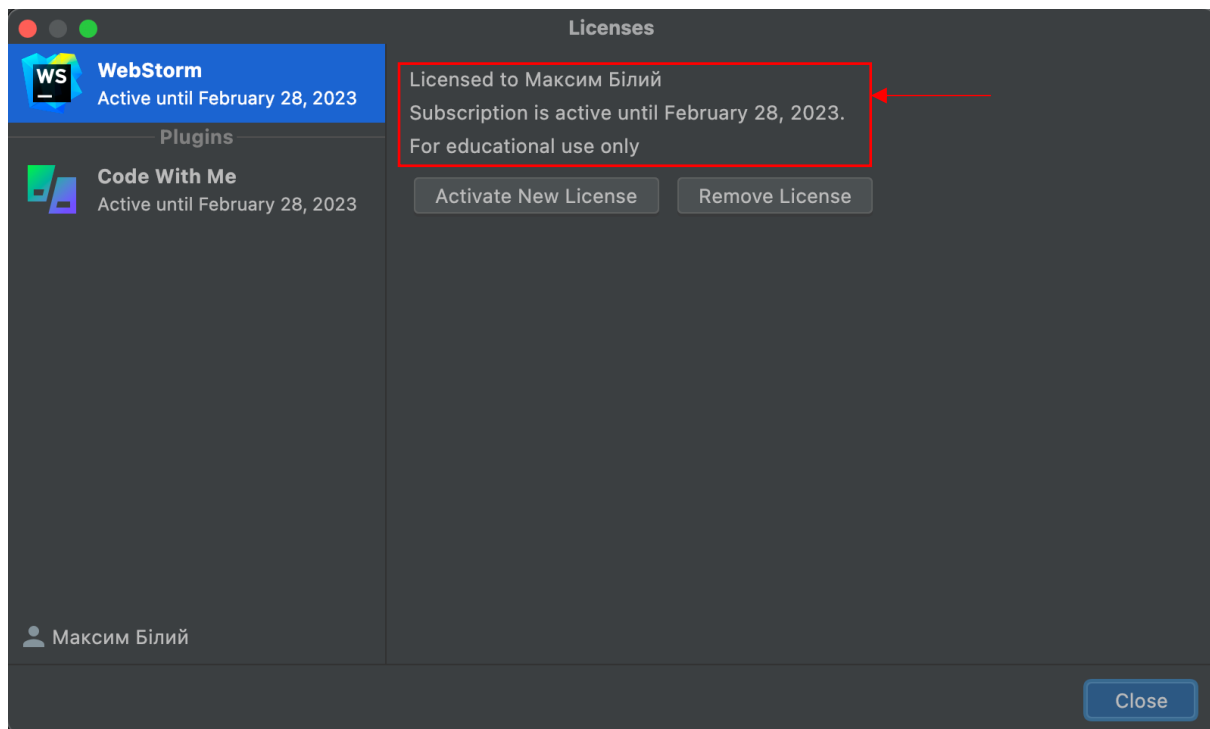 Licenses
WS
WebStorm
Active until February 28, 2023
Plugins
Code With Me
Active until February 28, 2023
Максим Білий
Licensed to Максим Білий
Subscription is active until February 28, 2023.
For educational use only
Activate New License
Remove License
Close